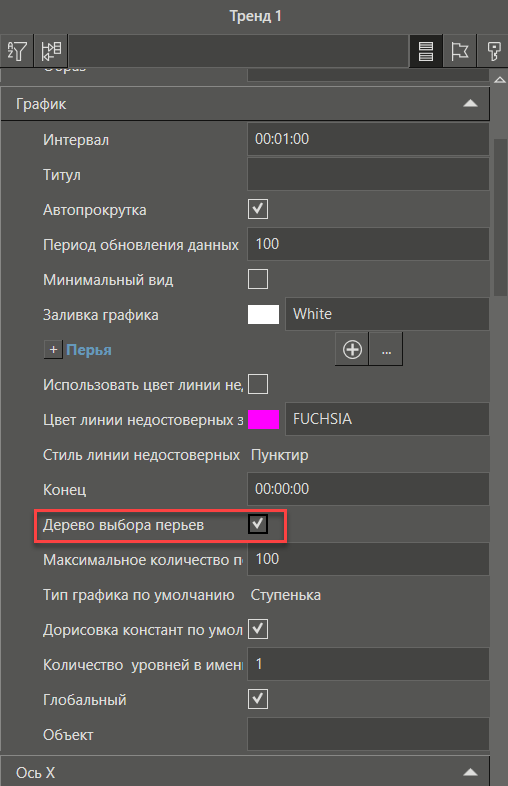 Тренд 1
График
Интервал 00:01:00
Титул
Автопрокрутка
Период обновления данных 100
Минимальный вид
Заливка графика White
+ Перья ...
Использовать цвет линии нед
Цвет линии недостоверных з FUCHSIA
Стиль линии недостоверных Пунктир
Конец 00:00:00
Дерево выбора перьев
Максимальное количество п 100
Тип графика по умолчанию Ступенька
Дорисовка констант по умол
Количество уровней в имен 1
Глобальный
Объект
Ось X